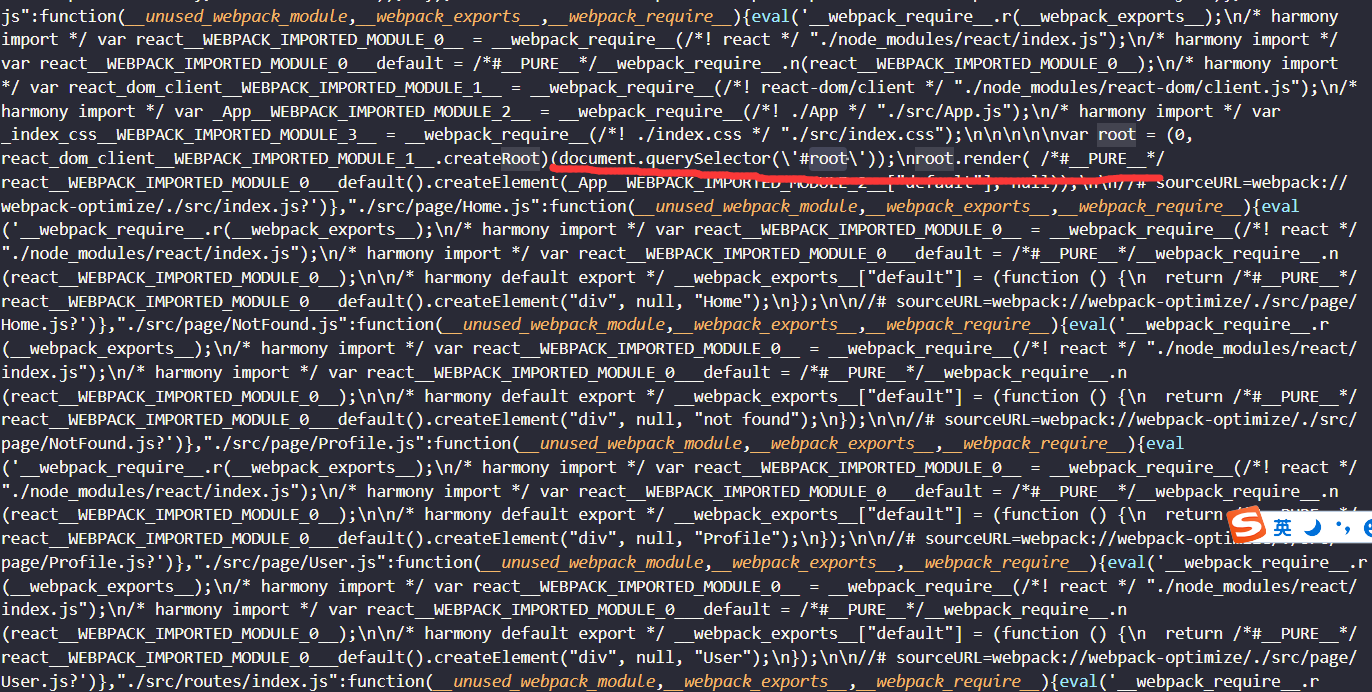 js":function(__unused_webpack_module,__webpack_exports__,__webpack_require__){eval('__webpack_require__.r(__webpack_exports__);\n/* harmony
import */ var react__WEBPACK_IMPORTED_MODULE_0__ = __webpack_require__(/*! react */ "./node_modules/react/index.js");\n/* harmony import */
var react__WEBPACK_IMPORTED_MODULE_0___default = /*#__PURE__*/__webpack_require__.n(react__WEBPACK_IMPORTED_MODULE_0__);\n/* harmony import
*/ var react_dom_client__WEBPACK_IMPORTED_MODULE_1__ = __webpack_require__(/*! react-dom/client */ "./node_modules/react-dom/client.js");\n/*
harmony import */ var _App__WEBPACK_IMPORTED_MODULE_2__ = __webpack_require__(/*! ./App */ "./src/App.js");\n/* harmony import */ var
_index_css__WEBPACK_IMPORTED_MODULE_3__ = __webpack_require__(/*! ./index.css */ "./src/index.css");\n\n\n\n\nvar root = (0,
react_dom_client__WEBPACK_IMPORTED_MODULE_1__.createRoot)(document.querySelector(\'#root\'));\nroot.render( /*#__PURE__*/
react__WEBPACK_IMPORTED_MODULE_0___default().createElement(_App__WEBPACK_IMPORTED_MODULE_2__["default"], null));\n\n//# sourceURL=webpack://
webpack-optimize/./src/index.js?')},"./src/page/Home.js":function(__unused_webpack_module,__webpack_exports__,__webpack_require__){eval
('__webpack_require__.r(__webpack_exports__);\n/* harmony import */ var react__WEBPACK_IMPORTED_MODULE_0__ = __webpack_require__(/*! react */
"./node_modules/react/index.js");\n/* harmony import */ var react__WEBPACK_IMPORTED_MODULE_0___default = /*#__PURE__*/__webpack_require__.n
(react__WEBPACK_IMPORTED_MODULE_0__);\n\n/* harmony default export */ __webpack_exports__["default"] = (function () {\n  return /*#__PURE__*/
react__WEBPACK_IMPORTED_MODULE_0___default().createElement("div", null, "Home");\n});\n\n//# sourceURL=webpack://webpack-optimize/./src/page/
Home.js?')},"./src/page/NotFound.js":function(__unused_webpack_module,__webpack_exports__,__webpack_require__){eval('__webpack_require__.r
(__webpack_exports__);\n/* harmony import */ var react__WEBPACK_IMPORTED_MODULE_0__ = __webpack_require__(/*! react */ "./node_modules/react/
index.js");\n/* harmony import */ var react__WEBPACK_IMPORTED_MODULE_0___default = /*#__PURE__*/__webpack_require__.n
(react__WEBPACK_IMPORTED_MODULE_0__);\n\n/* harmony default export */ __webpack_exports__["default"] = (function () {\n  return /*#__PURE__*/
react__WEBPACK_IMPORTED_MODULE_0___default().createElement("div", null, "not found");\n});\n\n//# sourceURL=webpack://webpack-optimize/./src/
page/NotFound.js?')},"./src/page/Profile.js":function(__unused_webpack_module,__webpack_exports__,__webpack_require__){eval
('__webpack_require__.r(__webpack_exports__);\n/* harmony import */ var react__WEBPACK_IMPORTED_MODULE_0__ = __webpack_require__(/*! react */
"./node_modules/react/index.js");\n/* harmony import */ var react__WEBPACK_IMPORTED_MODULE_0___default = /*#__PURE__*/__webpack_require__.n
(react__WEBPACK_IMPORTED_MODULE_0__);\n\n/* harmony default export */ __webpack_exports__["default"] = (function () {\n  return /*#__PURE__*/
react__WEBPACK_IMPORTED_MODULE_0___default().createElement("div", null, "Profile");\n});\n\n//# sourceURL=webpack://
英
page/Profile.js?')},"./src/page/User.js":function(__unused_webpack_module,__webpack_exports__,__webpack_require__){eval('__webpack_require__.r
(__webpack_exports__);\n/* harmony import */ var react__WEBPACK_IMPORTED_MODULE_0__ = __webpack_require__(/*! react */ "./node_modules/react/
index.js");\n/* harmony import */ var react__WEBPACK_IMPORTED_MODULE_0___default = /*#__PURE__*/__webpack_require__.n
(react__WEBPACK_IMPORTED_MODULE_0__);\n\n/* harmony default export */ __webpack_exports__["default"] = (function () {\n  return /*#__PURE__*/
react__WEBPACK_IMPORTED_MODULE_0___default().createElement("div", null, "User");\n});\n\n//# sourceURL=webpack://webpack-optimize/./src/page/
User.js?')},"./src/routes/index.js":function(__unused_webpack_module,__webpack_exports__,__webpack_require__){eval('__webpack_require__.r